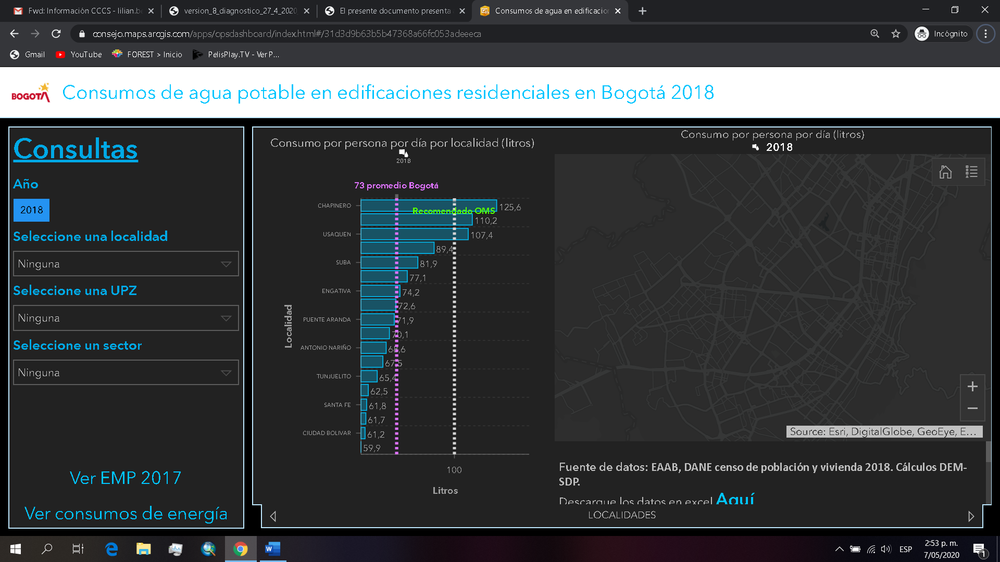 Fwd: Información CCCS - lilian.b
version_8_diagnostico_27_4_2020
El presente documento presenta
Consumos de agua en edificacion
consejo.maps.arcgis.com/apps/opsdashboard/index.html#/31d3d9b63b5b47368a66fc053adeeeca
Incógnito
Gmail
YouTube
FOREST > Inicio
PelisPlay.TV - Ver P...
BOGOTÁ
Consumos de agua potable en edificaciones residenciales en Bogotá 2018
Consultas
Año
2018
Seleccione una localidad
Ninguna
Seleccione una UPZ
Ninguna
Seleccione un sector
Ninguna
Ver EMP 2017
Ver consumos de energía
Consumo por persona por día por localidad (litros)
2018
73 promedio Bogotá
CHAPINERO
125,6
Recomendado OMS
110,2
USAQUEN
107,4
89,4
SUBA
81,9
77,1
ENGATIVA
74,2
72,6
PUENTE ARANDA
71,9
70,1
ANTONIO NARIÑO
68,6
67,5
TUNJUELITO
65,4
62,5
SANTA FE
61,8
61,7
CIUDAD BOLIVAR
61,2
59,9
Localidad
100
Litros
Consumo por persona por día (litros)
2018
Source: Esri, DigitalGlobe, GeoEye, E...
Fuente de datos: EAAB, DANE censo de población y vivienda 2018. Cálculos DEM-
SDP.
Descargue los datos en excel Aquí
LOCALIDADES
ESP
2:53 p. m.
7/05/2020
1